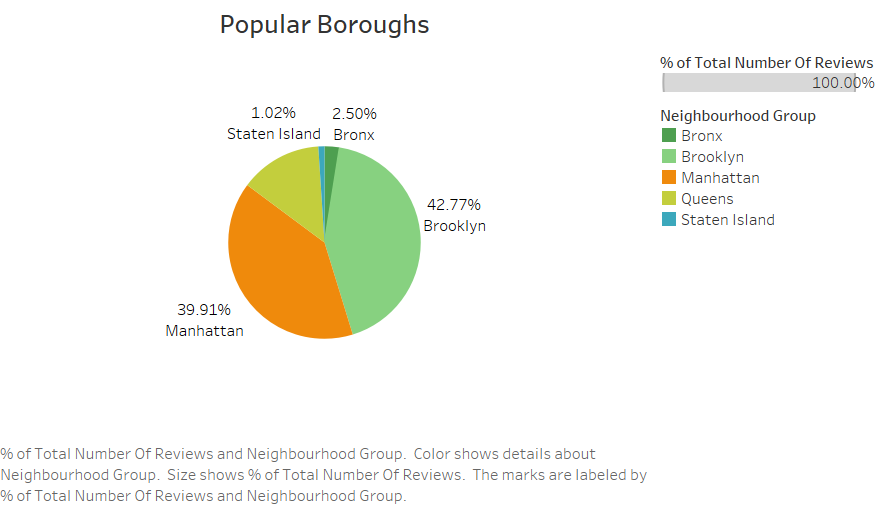 Popular Boroughs
% of Total Number Of Reviews
100.00%
Neighbourhood Group
Bronx
Brooklyn
Manhattan
Queens
Staten Island
1.02%
Staten Island
2.50%
Bronx
42.77%
Brooklyn
39.91%
Manhattan
% of Total Number Of Reviews and Neighbourhood Group.  Color shows details about
Neighbourhood Group.  Size shows % of Total Number Of Reviews.  The marks are labeled by
% of Total Number Of Reviews and Neighbourhood Group.